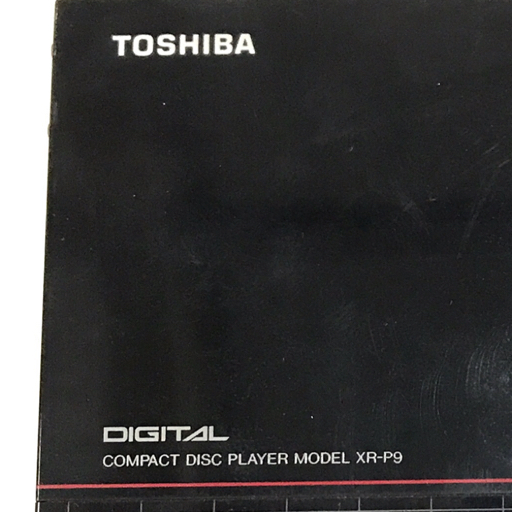 TOSHIBA
DIGITAL
COMPACT DISC PLAYER MODEL XR-P9